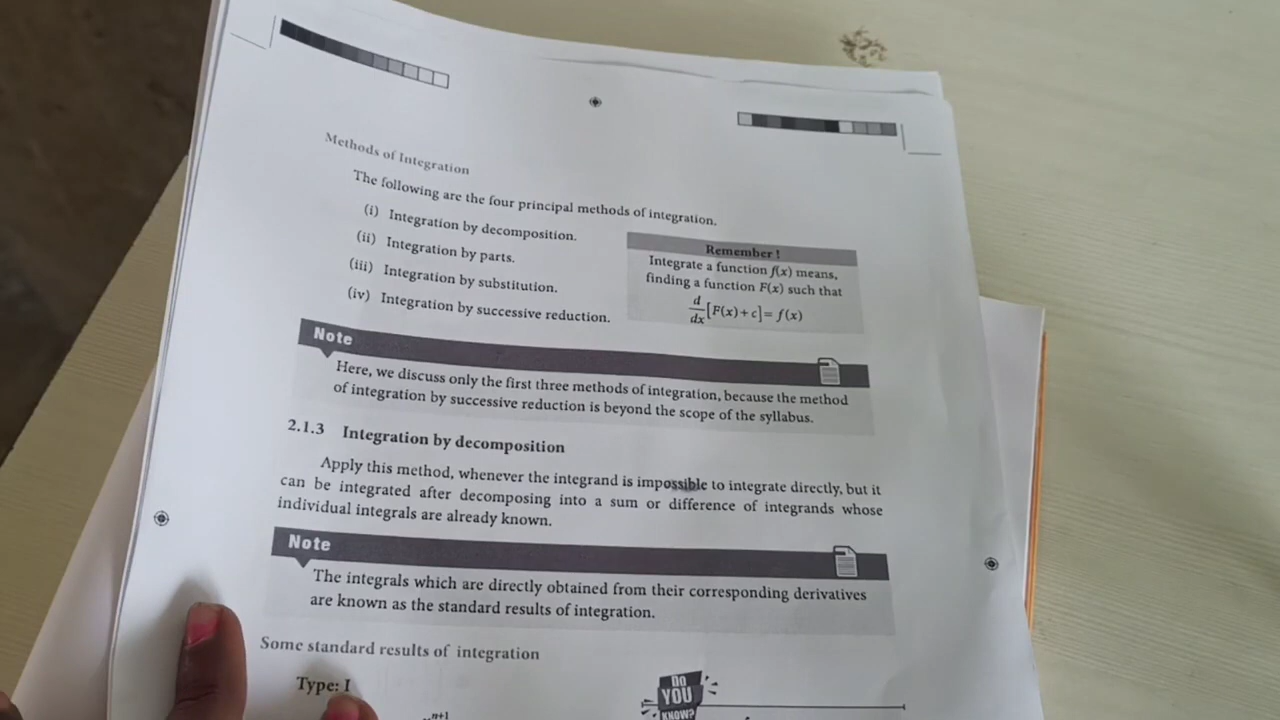 Methods of Integration
The following are the four principal methods of integration.
(i) Integration by decomposition.
(ii) Integration by parts.
(iii) Integration by substitution.
(iv) Integration by successive reduction.
Remember !
Integrate a function f(x) means,
finding a function F(x) such that
d/dx [F(x)+c]= f(x)
Note
Here, we discuss only the first three methods of integration, because the method
of integration by successive reduction is beyond the scope of the syllabus.
2.1.3 Integration by decomposition
Apply this method, whenever the integrand is impossible to integrate directly, but it
can be integrated after decomposing into a sum or difference of integrands whose
individual integrals are already known.
Note
The integrals which are directly obtained from their corresponding derivatives
are known as the standard results of integration.
Some standard results of integration
Type: I
DO
YOU
KNOW?
n+1